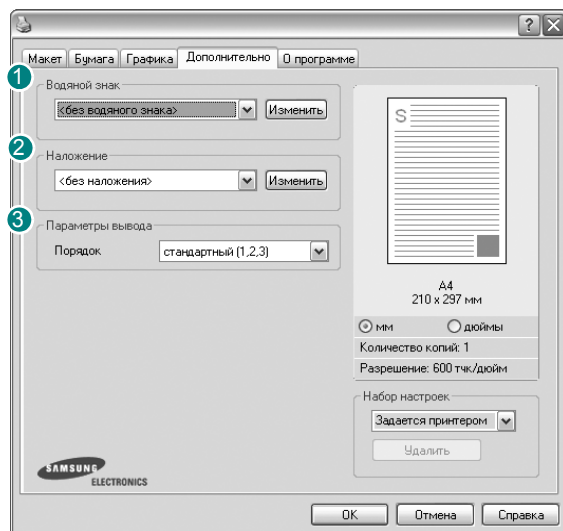 Макет Бумага Графика Дополнительно О программе
1
Водяной знак
<без водяного знака> Изменить
2
Наложение
<без наложения> Изменить
3
Параметры вывода
Порядок стандартный (1,2,3)
S
A4
210 x 297 мм
мм дюймы
Количество копий: 1
Разрешение: 600 тчк/дюйм
Набор настроек
Задается принтером
Удалить
SAMSUNG
ELECTRONICS
OK Отмена Справка